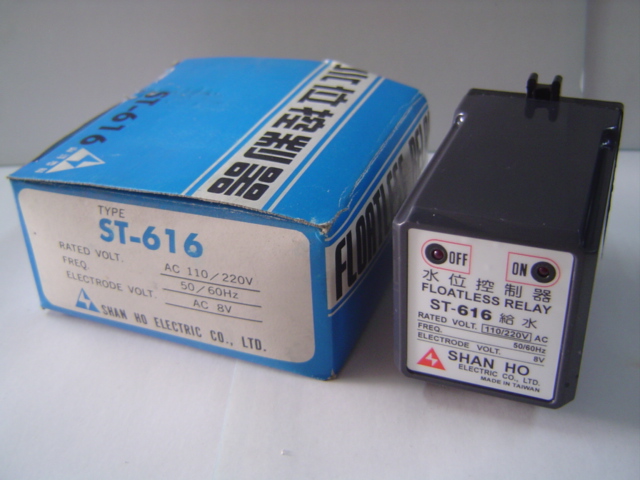 水位控制器
ST-616
FLOATLESS RELAY
TYPE
ST-616
RATED VOLT. AC 110/220V
FREQ. 50/60Hz
ELECTRODE VOLT. AC 8V
SHAN HO ELECTRIC CO., LTD.
OFF ON
水位控制器
FLOATLESS RELAY
ST-616 給水
RATED VOLT. 110/220V AC
FREQ. 50/60Hz
ELECTRODE VOLT. 8V
SHAN HO
ELECTRIC CO., LTD.
MADE IN TAIWAN